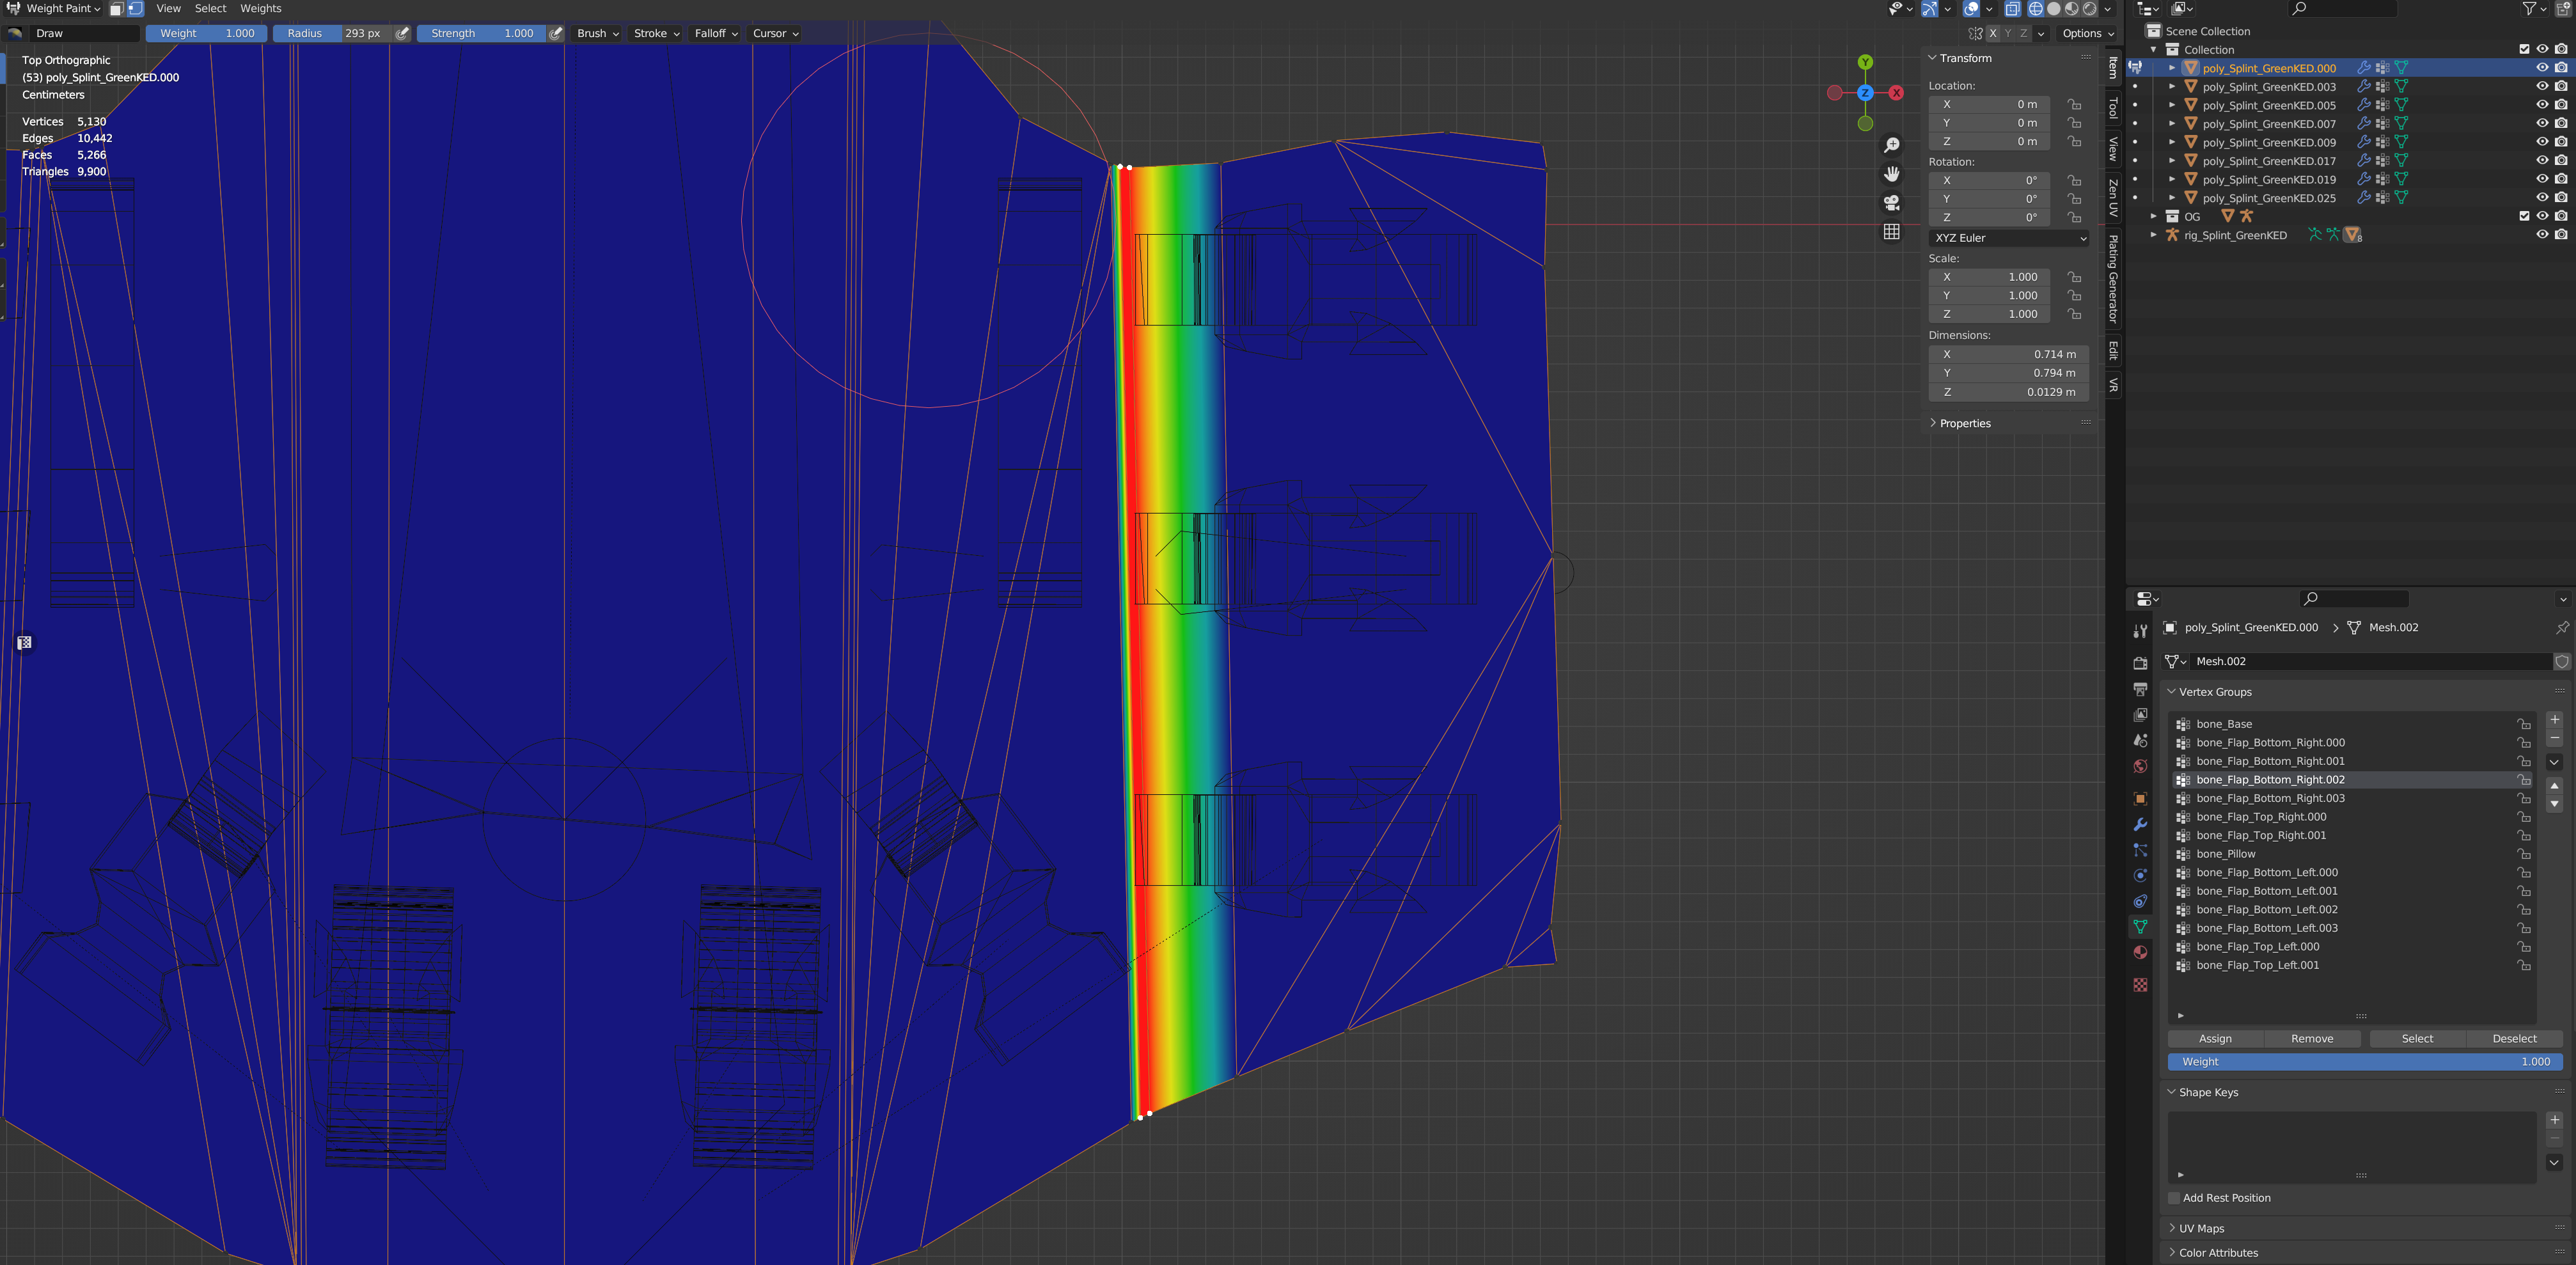 Weight Paint View Select Weights
Draw Weight 1.000 Radius 293 px Strength 1.000 Brush Stroke Falloff Cursor X Y Z Options
Top Orthographic
(53) poly_Splint_GreenKED.000
Centimeters
Vertices 5,130
Edges 10,442
Faces 5,266
Triangles 9,900
Y
Z X
Transform
Location:
X 0 m
Y 0 m
Z 0 m
Rotation:
X 0°
Y 0°
Z 0°
XYZ Euler
Scale:
X 1.000
Y 1.000
Z 1.000
Dimensions:
X 0.714 m
Y 0.794 m
Z 0.0129 m
Properties
Item
Tool
View
Zen UV
Plating Generator
Edit
VR
Scene Collection
Collection
poly_Splint_GreenKED.000
poly_Splint_GreenKED.003
poly_Splint_GreenKED.005
poly_Splint_GreenKED.007
poly_Splint_GreenKED.009
poly_Splint_GreenKED.017
poly_Splint_GreenKED.019
poly_Splint_GreenKED.025
OG
rig_Splint_GreenKED 8
poly_Splint_GreenKED.000 > Mesh.002
Mesh.002
Vertex Groups
bone_Base
bone_Flap_Bottom_Right.000
bone_Flap_Bottom_Right.001
bone_Flap_Bottom_Right.002
bone_Flap_Bottom_Right.003
bone_Flap_Top_Right.000
bone_Flap_Top_Right.001
bone_Pillow
bone_Flap_Bottom_Left.000
bone_Flap_Bottom_Left.001
bone_Flap_Bottom_Left.002
bone_Flap_Bottom_Left.003
bone_Flap_Top_Left.000
bone_Flap_Top_Left.001
Assign Remove Select Deselect
Weight 1.000
Shape Keys
Add Rest Position
UV Maps
Color Attributes